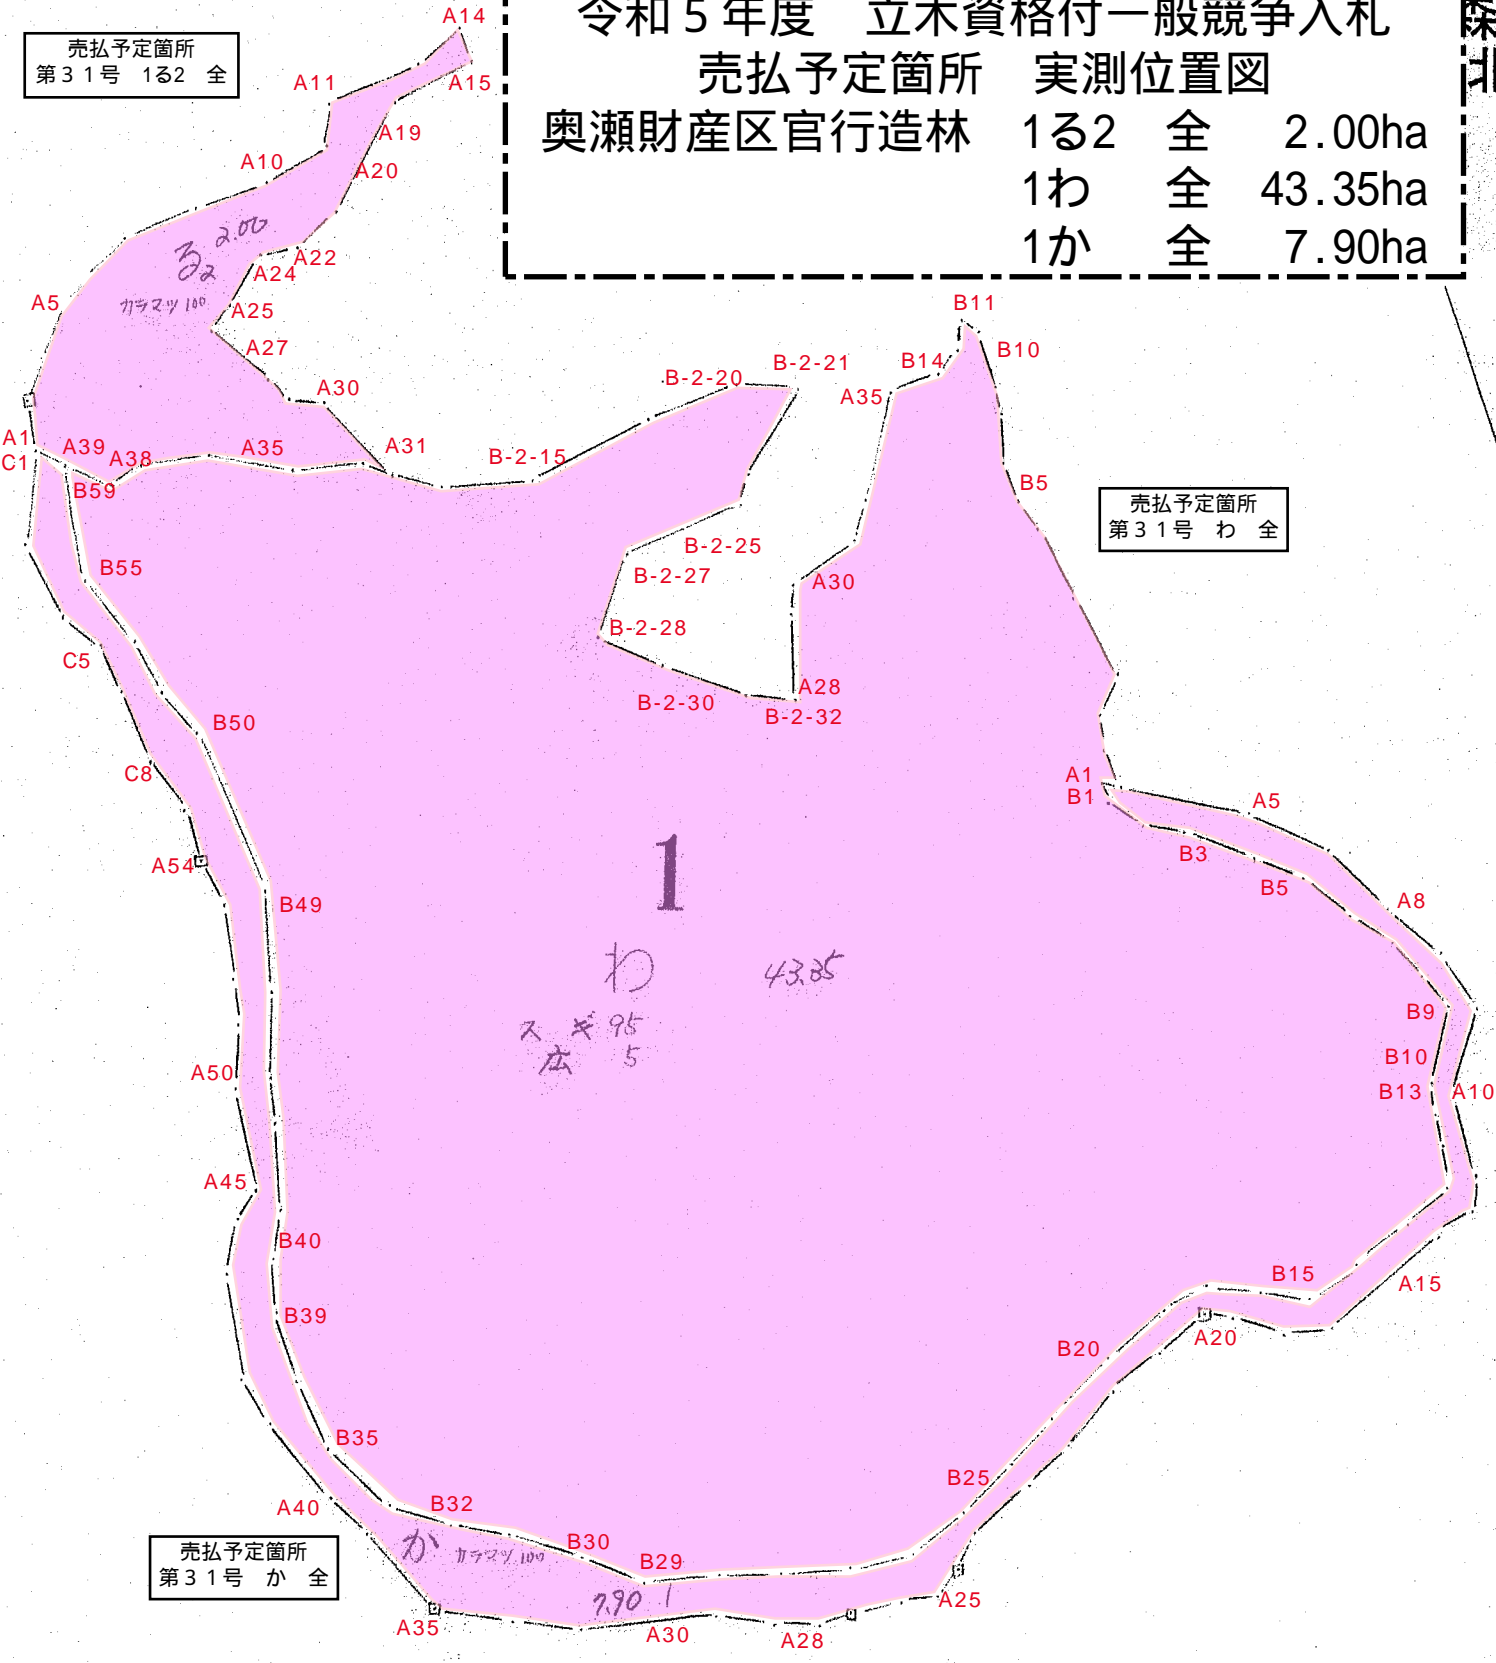 令和5年度 立木資格付一般競争入札
売払予定箇所 実測位置図
奥瀬財産区官行造林 1る2 全 2.00ha
1わ 全 43.35ha
1か 全 7.90ha
売払予定箇所
第31号 1る2 全
A14
A11
A15
A19
A10
A20
る2 2.00
カラマツ 100
A22
A24
A5
A25
A27
A30
A1
C1
A39
A38
A35
A31
B59
B-2-15
B-2-20
B-2-21
A35
B14
B11
B10
B5
売払予定箇所
第31号 わ 全
B-2-25
B-2-27
B-2-28
A30
B-2-30
A28
B-2-32
B55
C5
B50
C8
A54
B49
A1
B1
A5
B3
B5
A8
1
わ 43.35
スギ 95
広 5
B9
B10
B13
A10
A50
A45
B40
B39
B15
A15
A20
B20
B35
B25
A40
B32
B30
B29
か カラマツ 100
7.90
売払予定箇所
第31号 か 全
A35
A30
A28
A25